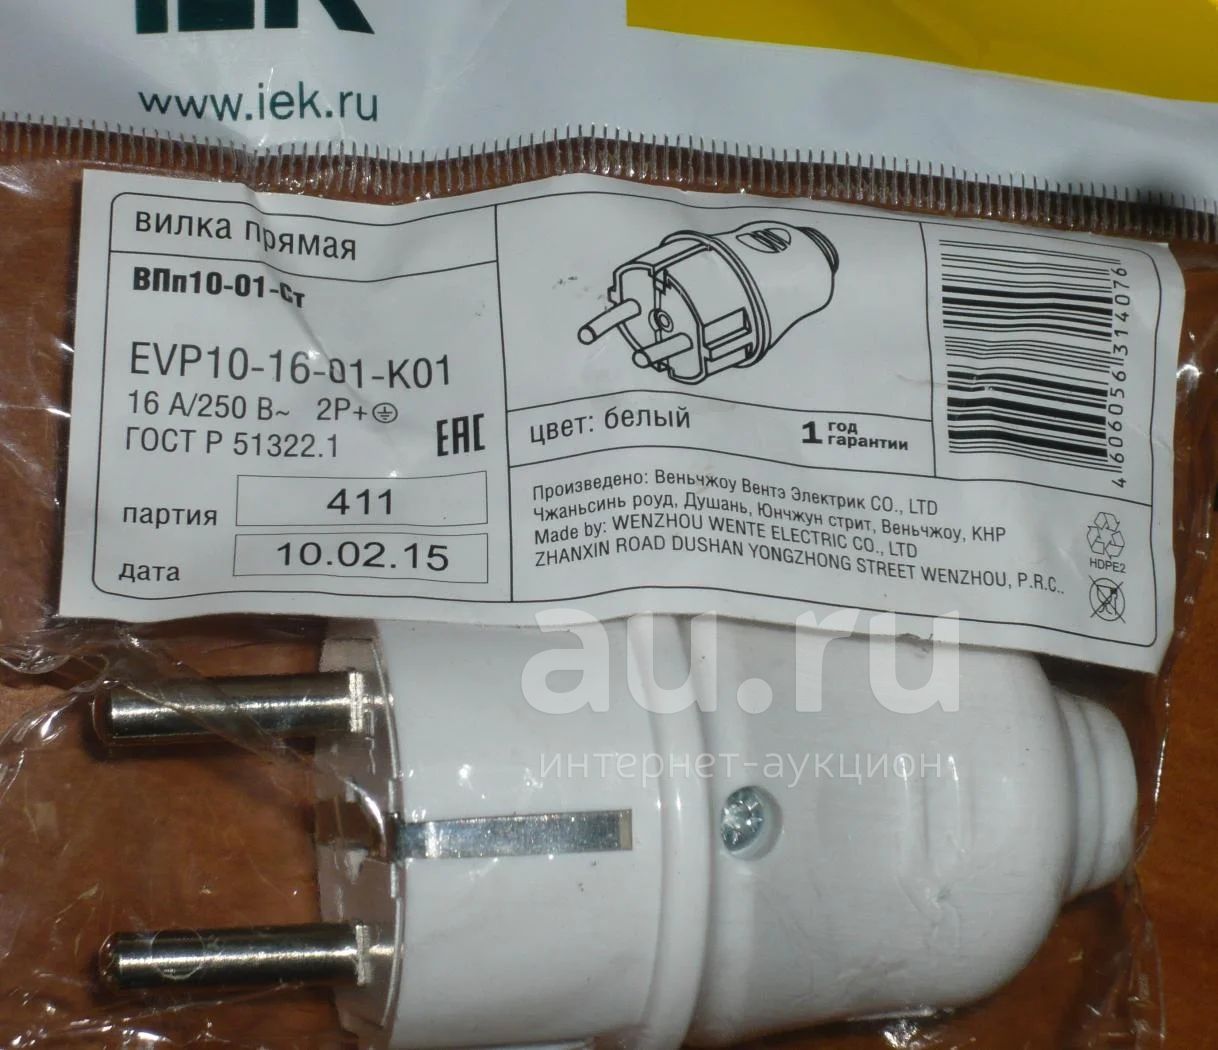 IEK
www.iek.ru
вилка прямая
ВПп10-01-Ст
EVP10-16-01-K01
16 А/250 В~ 2P+
ГОСТ Р 51322.1
EAC
партия 411
дата 10.02.15
цвет: белый
1 год гарантии
Произведено: Веньчжоу Вентэ Электрик CO., LTD
Чжаньсинь роуд, Душань, Юнчжун стрит, Веньчжоу, КНР
Made by: WENZHOU WENTE ELECTRIC CO., LTD
ZHANXIN ROAD DUSHAN YONGZHONG STREET WENZHOU, P.R.C..
4606056314076
HDPE2
au.ru
интернет-аукцион